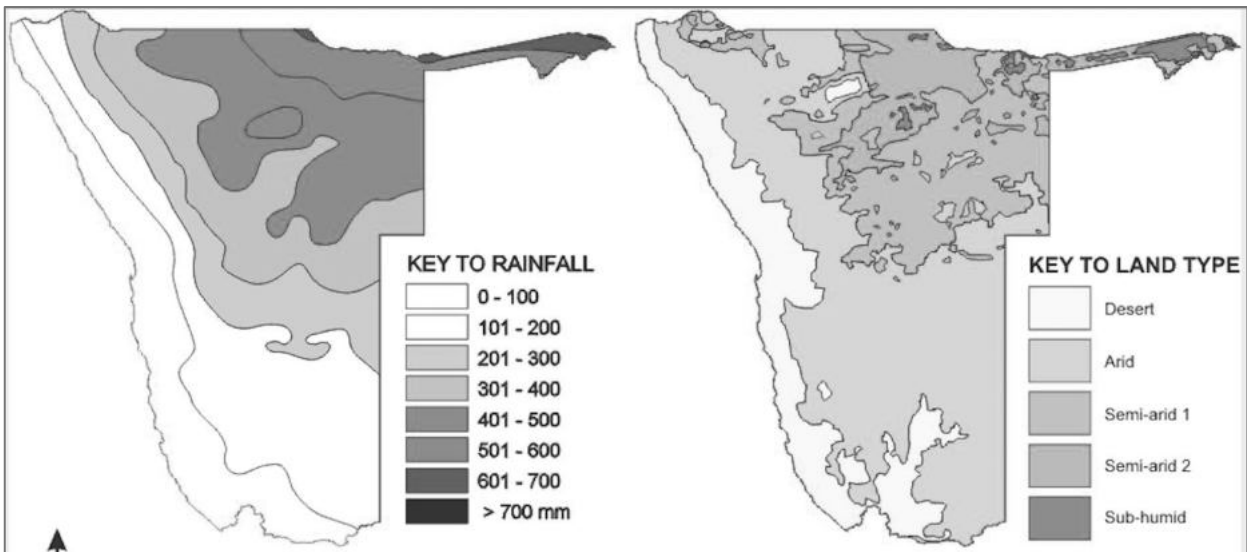 KEY TO RAINFALL
0 - 100
101 - 200
201 - 300
301 - 400
401 - 500
501 - 600
601 - 700
> 700 mm
KEY TO LAND TYPE
Desert
Arid
Semi-arid 1
Semi-arid 2
Sub-humid